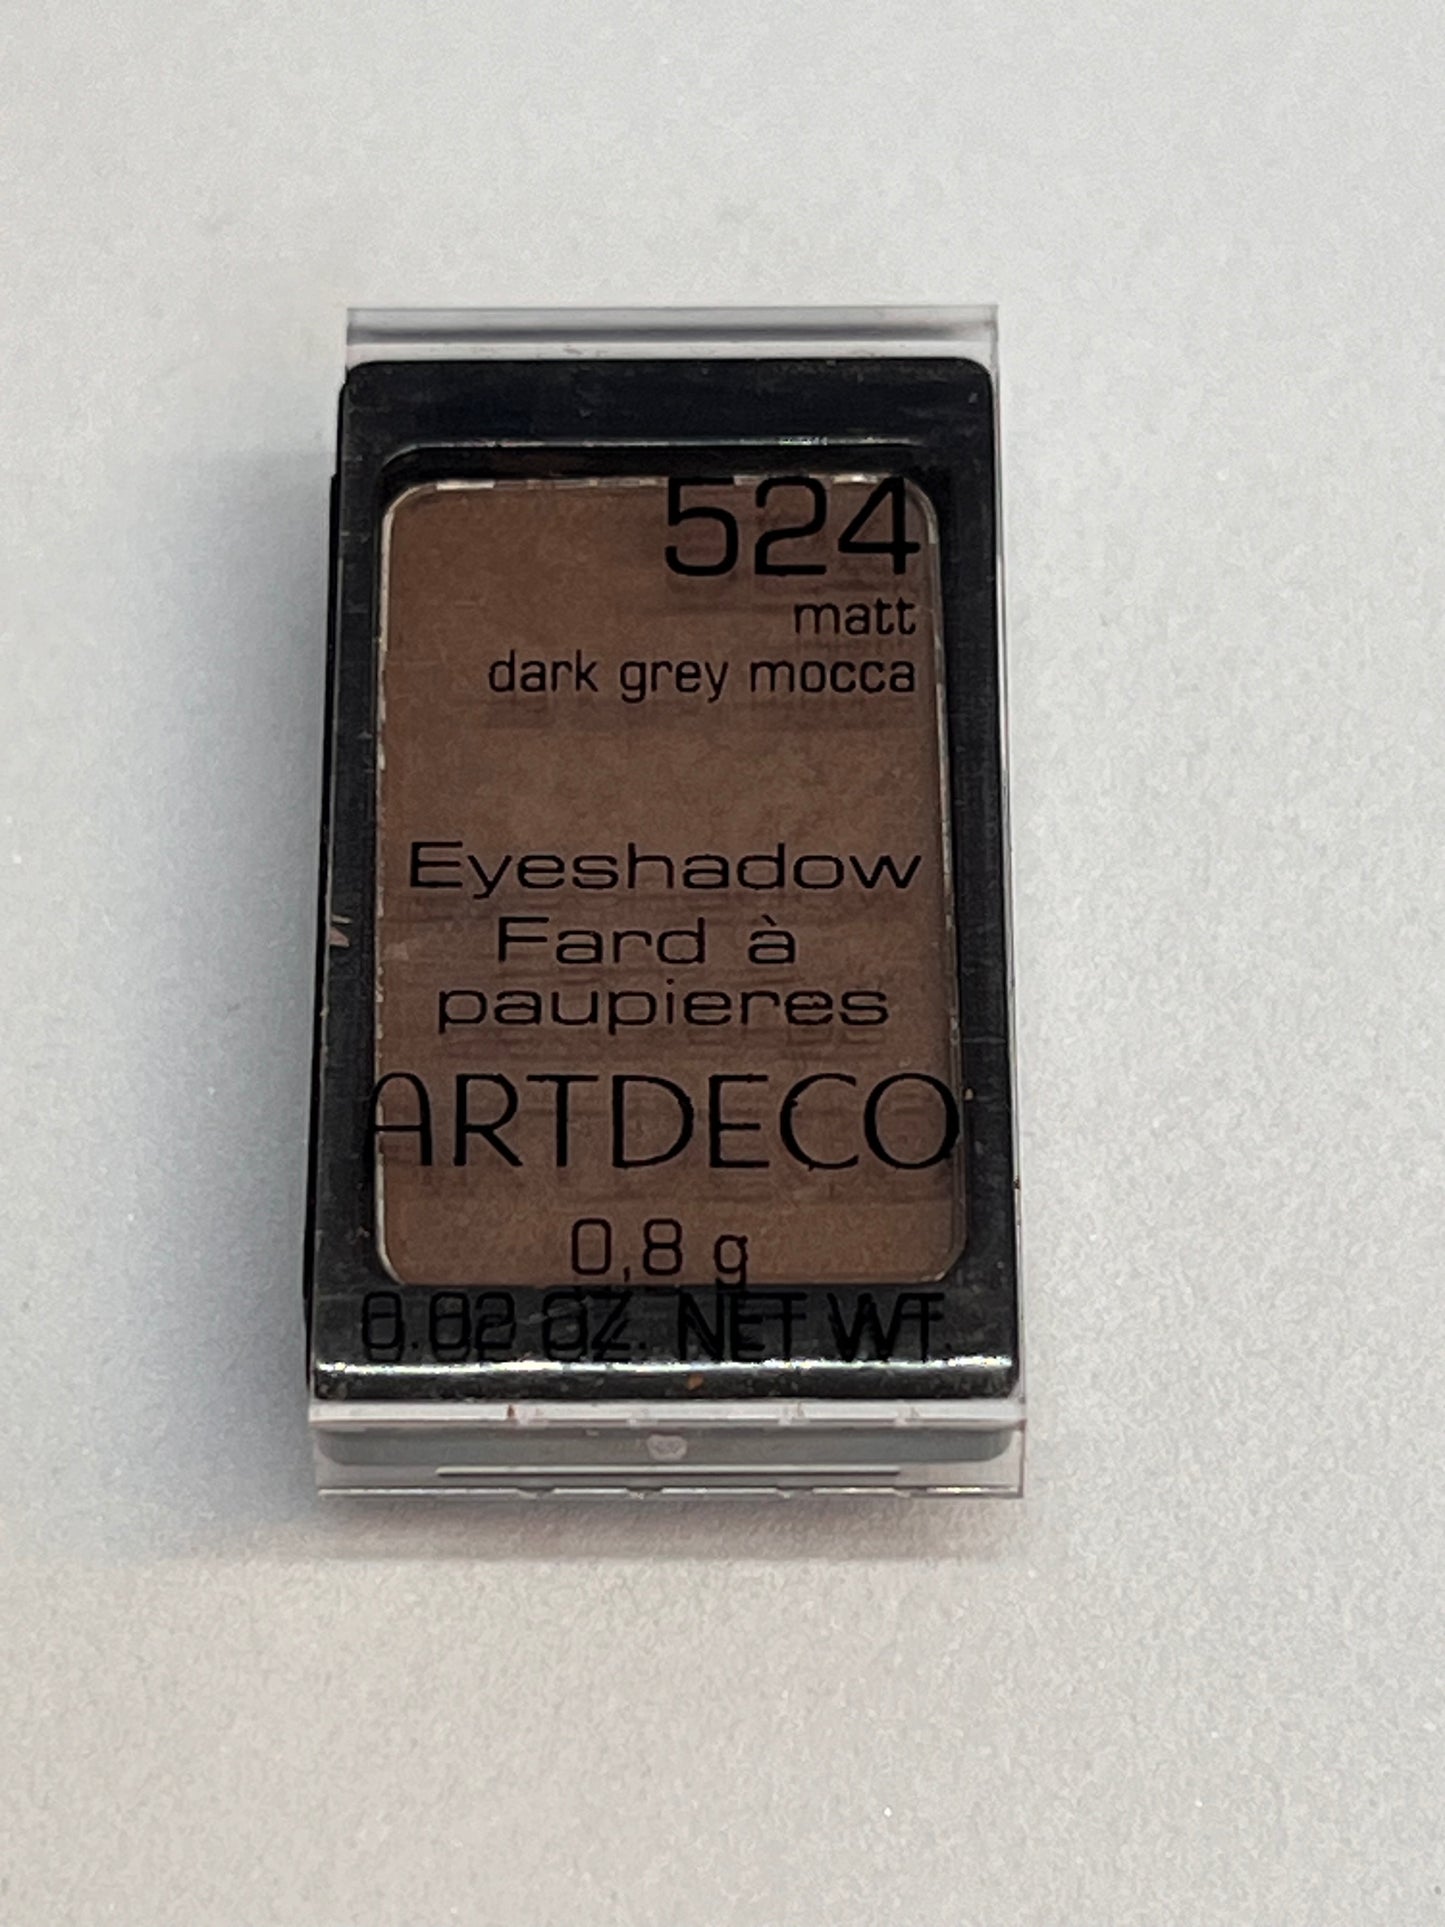 524
matt
dark grey mocca
Eyeshadow
Fard à
paupieres
ARTDECO
0,8 g
0.02 OZ. NET WT.